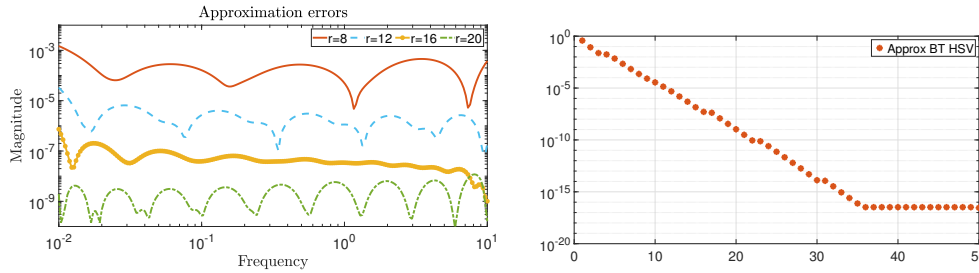 Approximation errors
r=8 r=12 r=16 r=20
10^-3
10^-5
10^-7
10^-9
Magnitude
10^-2 10^-1 10^0 10^1
Frequency
Approx BT HSV
10^0
10^-5
10^-10
10^-15
10^-20
0 10 20 30 40